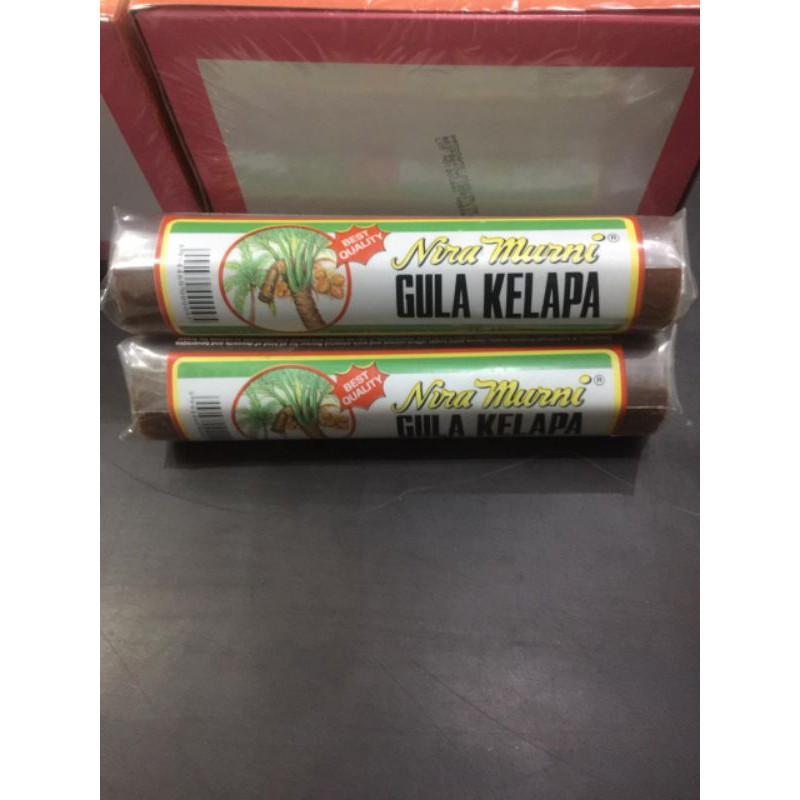 BEST
QUALITY
Nira Murni®
GULA KELAPA
BEST
QUALITY
Nira Murni®
GULA KELAPA